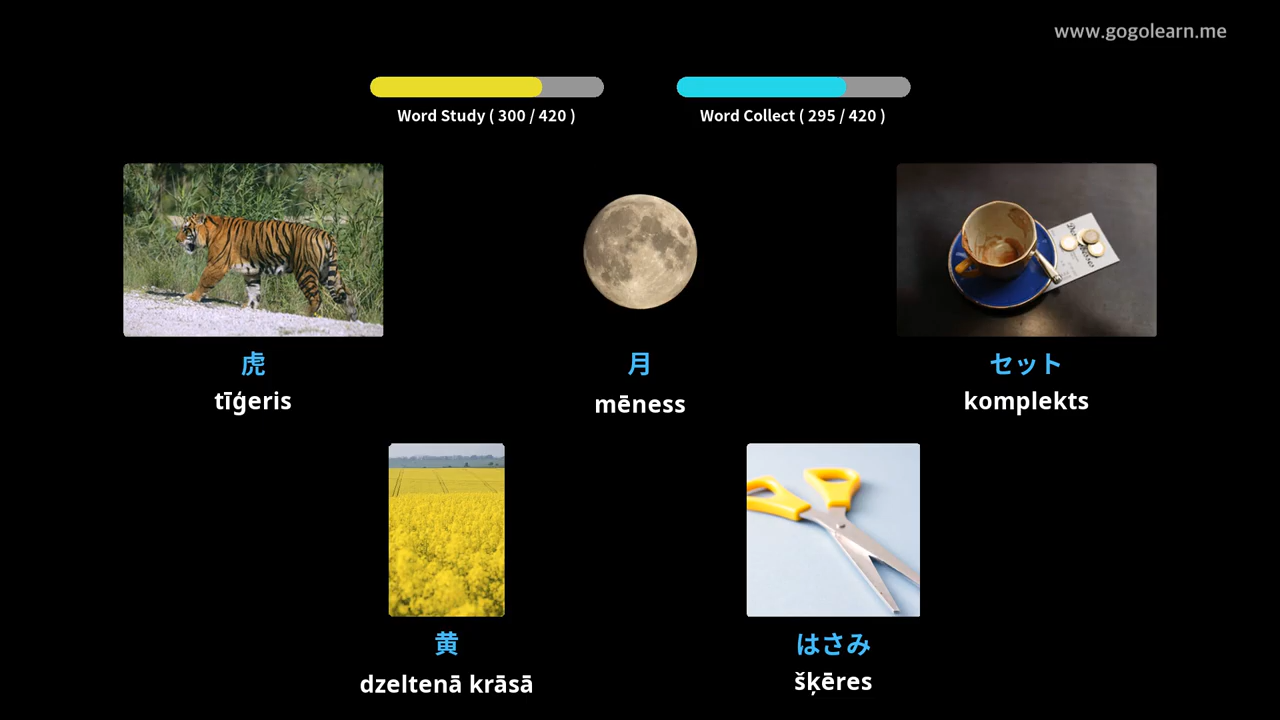 www.gogolearn.me
Word Study ( 300 / 420 )
Word Collect ( 295 / 420 )
虎
tīģeris
月
mēness
セット
komplekts
黄
dzeltenā krāsā
はさみ
šķēres